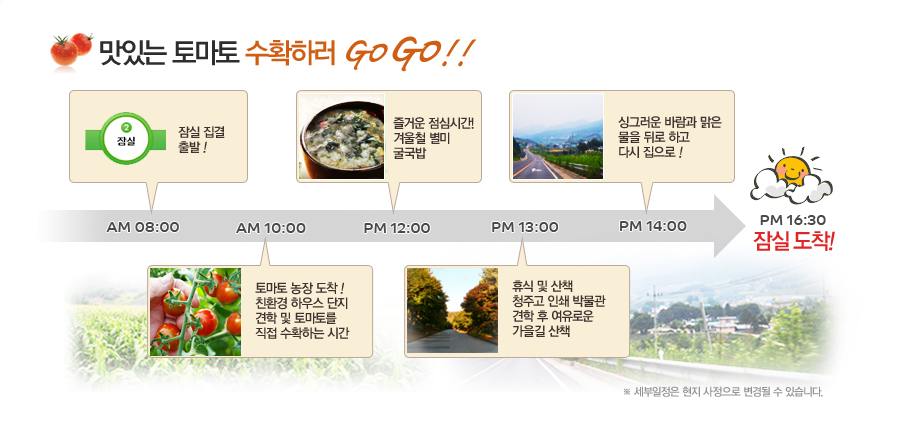 맛있는 토마토 수확하러 GO GO!!
2
잠실
잠실 집결
출발!
즐거운 점심시간!
겨울철 별미
굴국밥
싱그러운 바람과 맑은
물을 뒤로 하고
다시 집으로!
AM 08:00
AM 10:00
PM 12:00
PM 13:00
PM 14:00
PM 16:30
잠실 도착!
토마토 농장 도착!
친환경 하우스 단지
견학 및 토마토를
직접 수확하는 시간
휴식 및 산책
청주고 인쇄 박물관
견학 후 여유로운
가을길 산책
※ 세부일정은 현지 사정으로 변경될 수 있습니다.